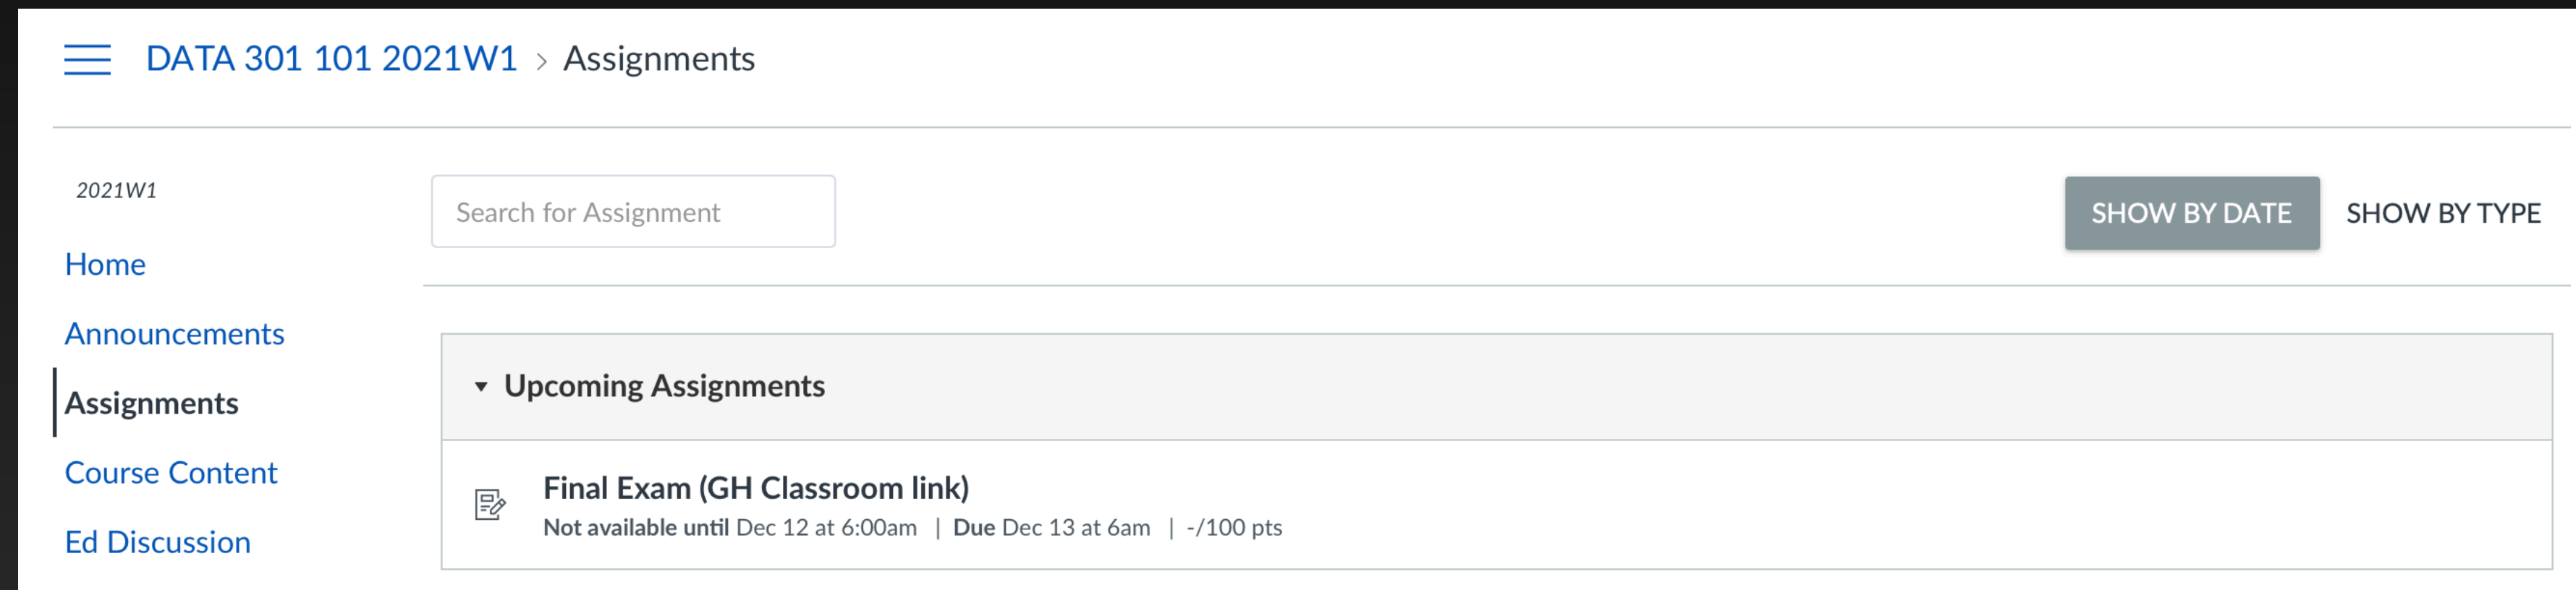 DATA 301 101 2021W1 > Assignments
2021W1
Home
Announcements
Assignments
Course Content
Ed Discussion
Search for Assignment
SHOW BY DATE SHOW BY TYPE
Upcoming Assignments
Final Exam (GH Classroom link)
Not available until Dec 12 at 6:00am | Due Dec 13 at 6am | -/100 pts